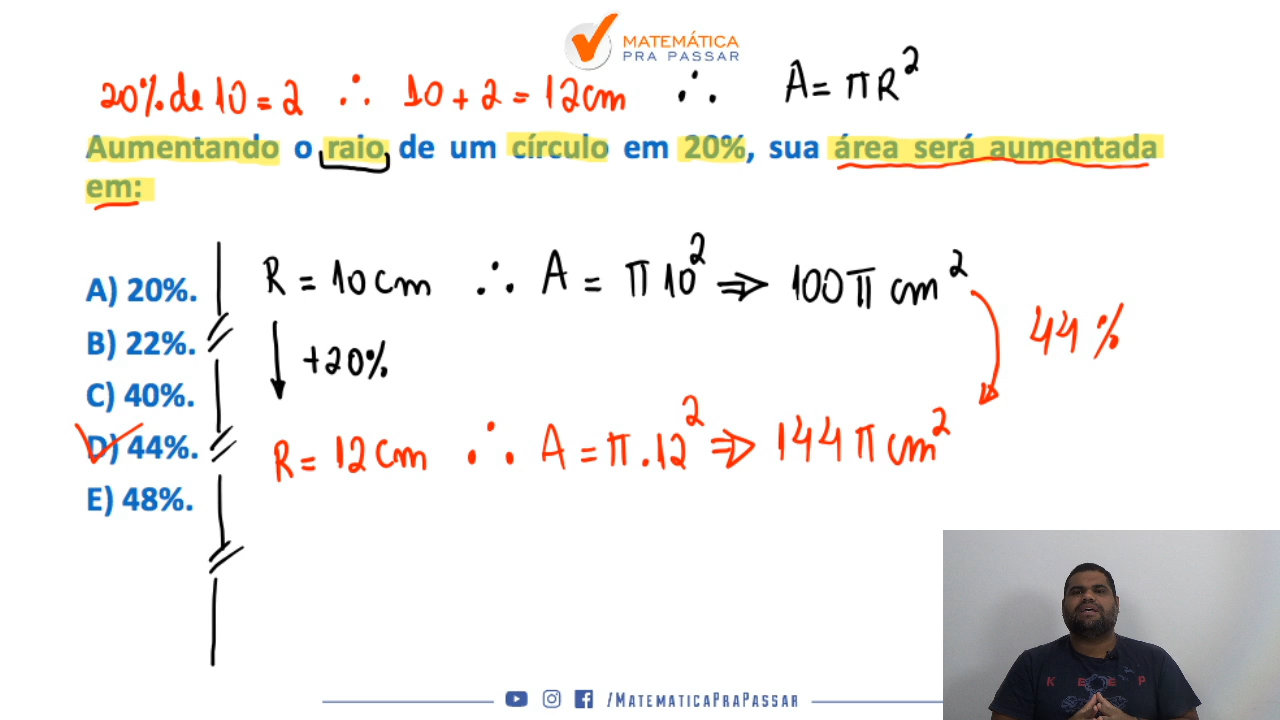 MATEMÁTICA
PRA PASSAR
20% de 10 = 2 ∴ 10 + 2 = 12cm ∴ A = πR²
Aumentando o raio de um círculo em 20%, sua área será aumentada
em:
A) 20%.
B) 22%.
C) 40%.
D) 44%.
E) 48%.
R = 10cm ∴ A = π10² ⇒ 100π cm²
+20%
44%
R = 12cm ∴ A = π.12² ⇒ 144π cm²
KEEP
/MATEMATICAPRAPASSAR